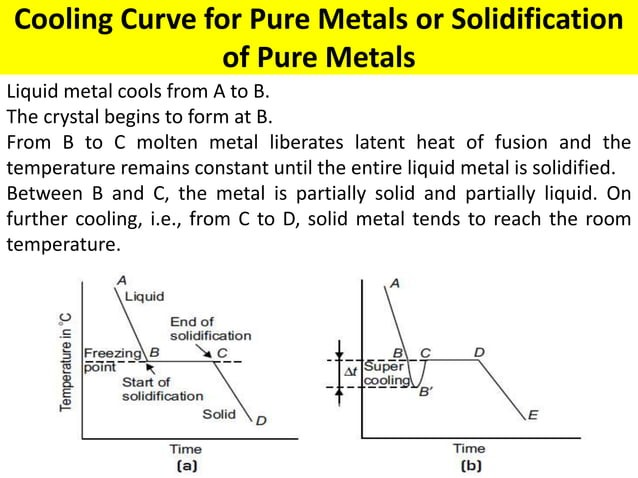 Cooling Curve for Pure Metals or Solidification
of Pure Metals
Liquid metal cools from A to B.
The crystal begins to form at B.
From B to C molten metal liberates latent heat of fusion and the
temperature remains constant until the entire liquid metal is solidified.
Between B and C, the metal is partially solid and partially liquid. On
further cooling, i.e., from C to D, solid metal tends to reach the room
temperature.
A
Liquid
End of
solidification
Temperature in °C
Freezing
point
B
C
Start of
solidification
Solid
D
Time
(a)
A
B
C
D
Δt
Super
cooling
B′
E
Time
(b)